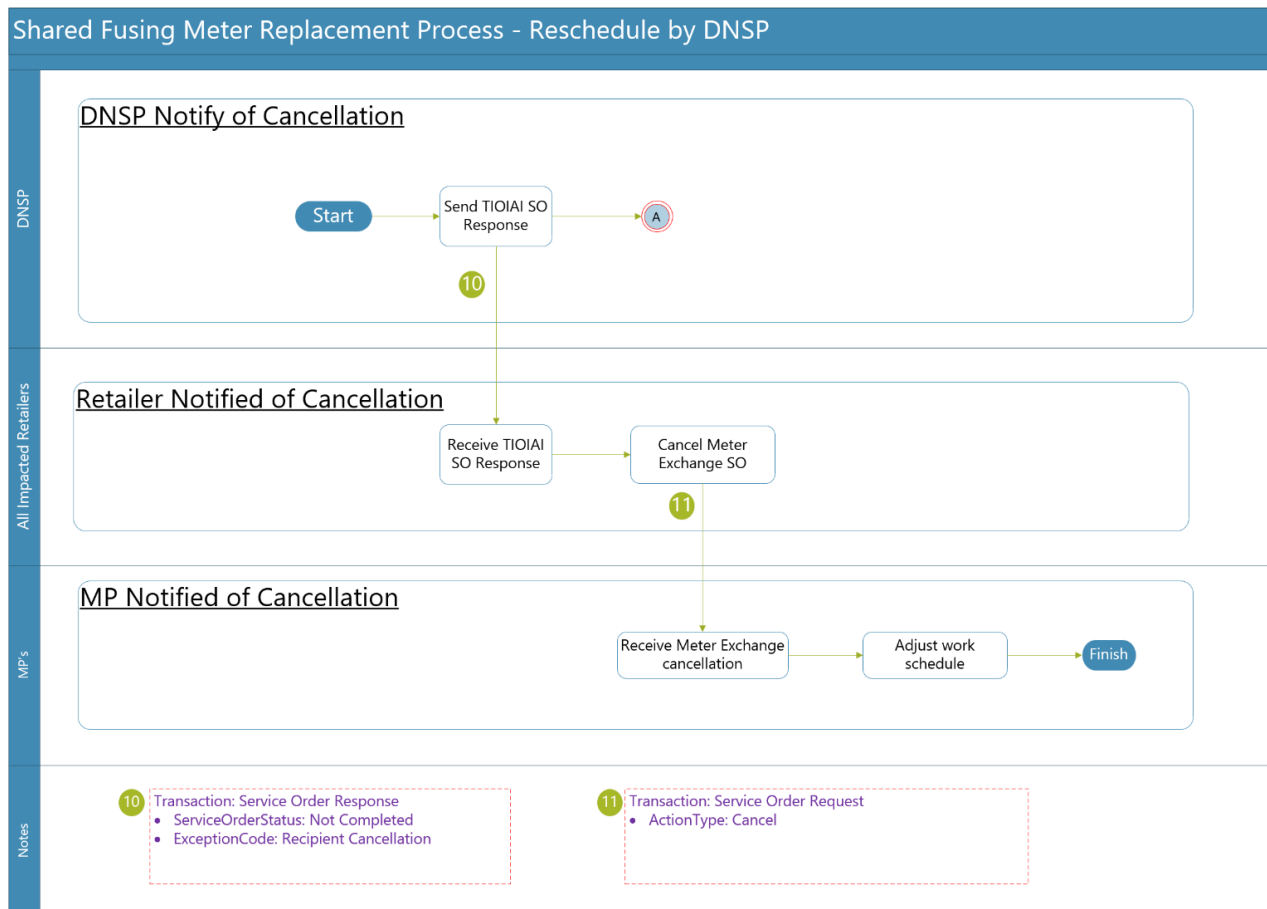 Shared Fusing Meter Replacement Process - Reschedule by DNSP
DNSP
DNSP Notify of Cancellation
Start
Send TIOIAI SO
Response
A
10
All Impacted Retailers
Retailer Notified of Cancellation
Receive TIOIAI
SO Response
Cancel Meter
Exchange SO
11
MP's
MP Notified of Cancellation
Receive Meter Exchange
cancellation
Adjust work
schedule
Finish
Notes
10
Transaction: Service Order Response
• ServiceOrderStatus: Not Completed
• ExceptionCode: Recipient Cancellation
11
Transaction: Service Order Request
• ActionType: Cancel